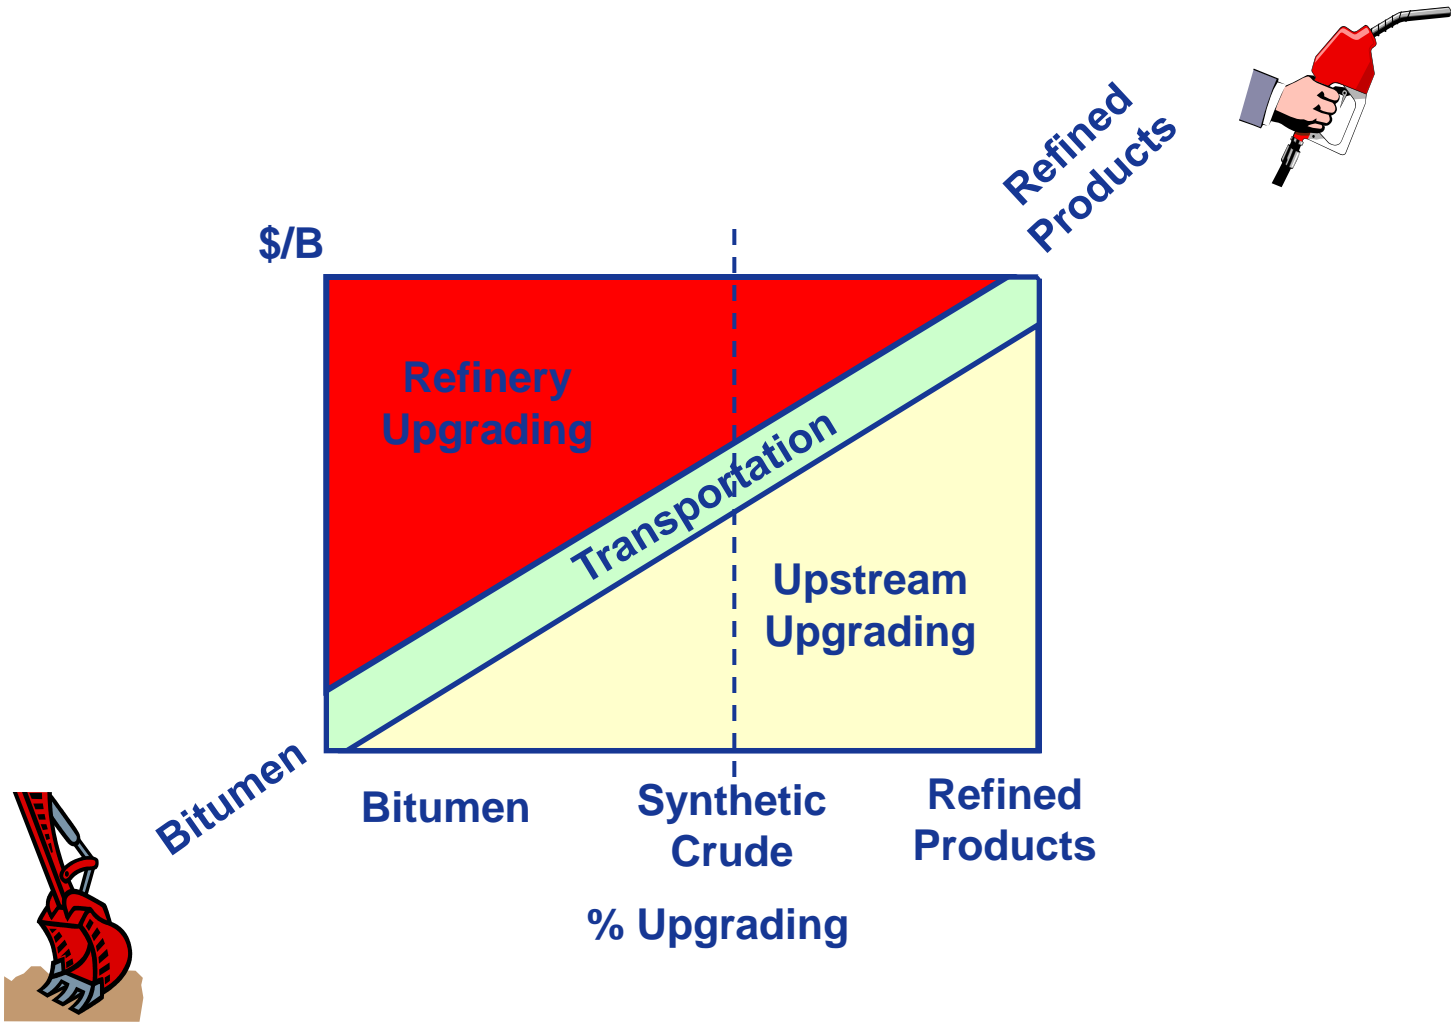 Refined
Products
$/B
Refinery
Upgrading
Transportation
Upstream
Upgrading
Bitumen
Bitumen
Synthetic
Crude
Refined
Products
% Upgrading